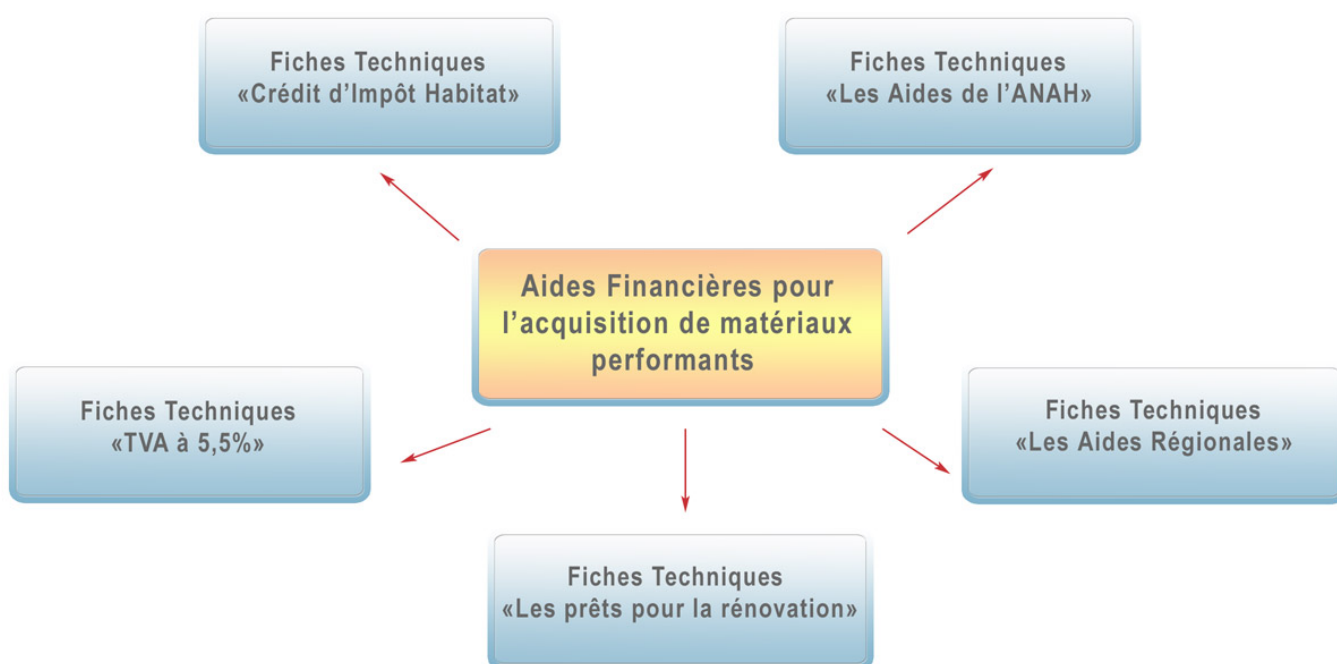 Fiches Techniques
«Crédit d’Impôt Habitat»
Fiches Techniques
«Les Aides de l’ANAH»
Aides Financières pour
l’acquisition de matériaux
performants
Fiches Techniques
«TVA à 5,5%»
Fiches Techniques
«Les Aides Régionales»
Fiches Techniques
«Les prêts pour la rénovation»